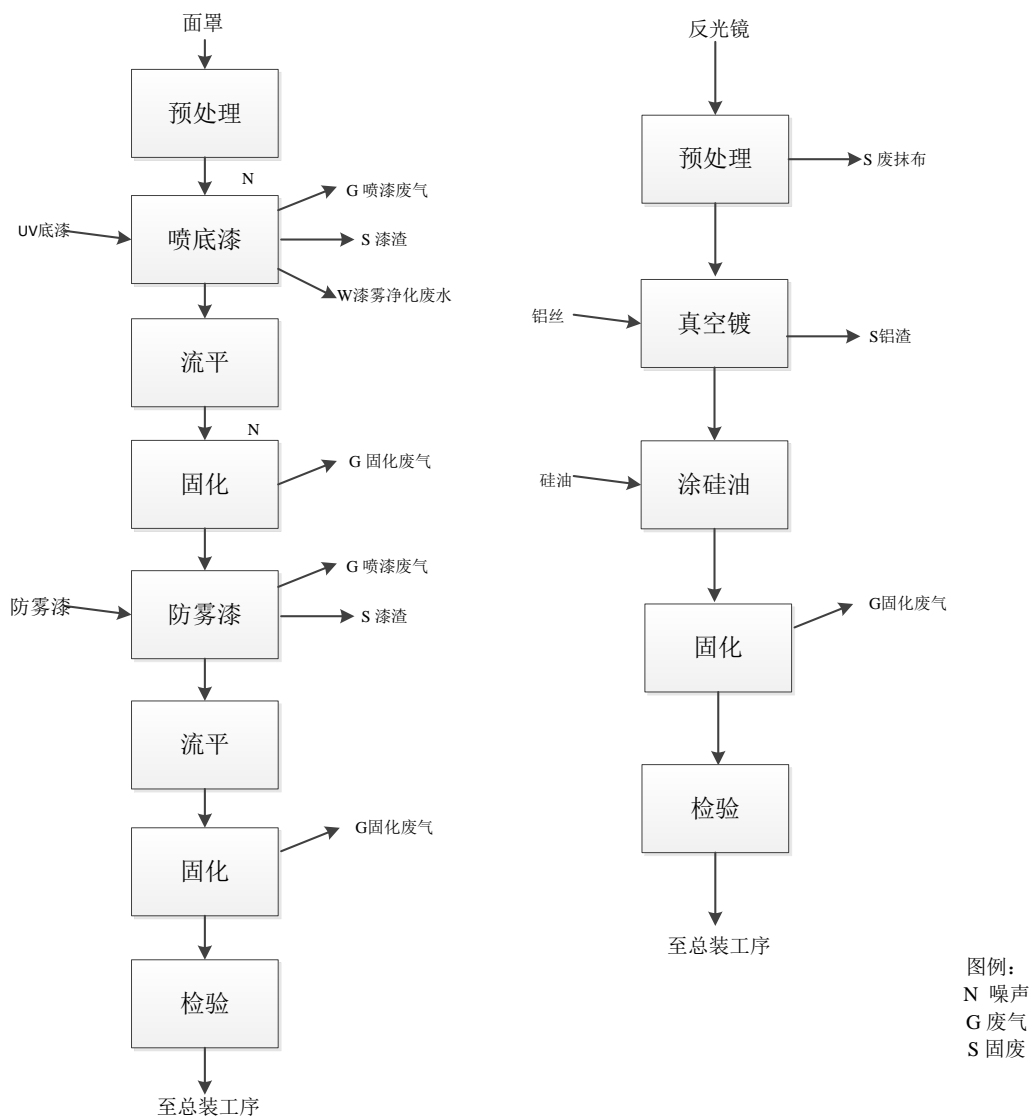 面罩
预处理
N
UV底漆
喷底漆
G 喷漆废气
S 漆渣
W漆雾净化废水
流平
N
固化
G 固化废气
防雾漆
防雾漆
G 喷漆废气
S 漆渣
流平
固化
G固化废气
检验
至总装工序
反光镜
预处理
S 废抹布
铝丝
真空镀
S铝渣
硅油
涂硅油
固化
G固化废气
检验
至总装工序
图例：
N 噪声
G 废气
S 固废